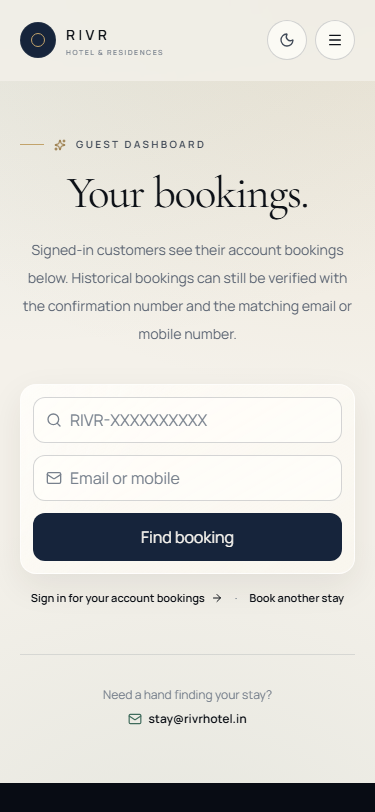 RIVR
HOTEL & RESIDENCES
GUEST DASHBOARD
Your bookings.
Signed-in customers see their account bookings
below. Historical bookings can still be verified with
the confirmation number and the matching email or
mobile number.
RIVR-XXXXXXXXXX
Email or mobile
Find booking
Sign in for your account bookings → · Book another stay
Need a hand finding your stay?
stay@rivrhotel.in